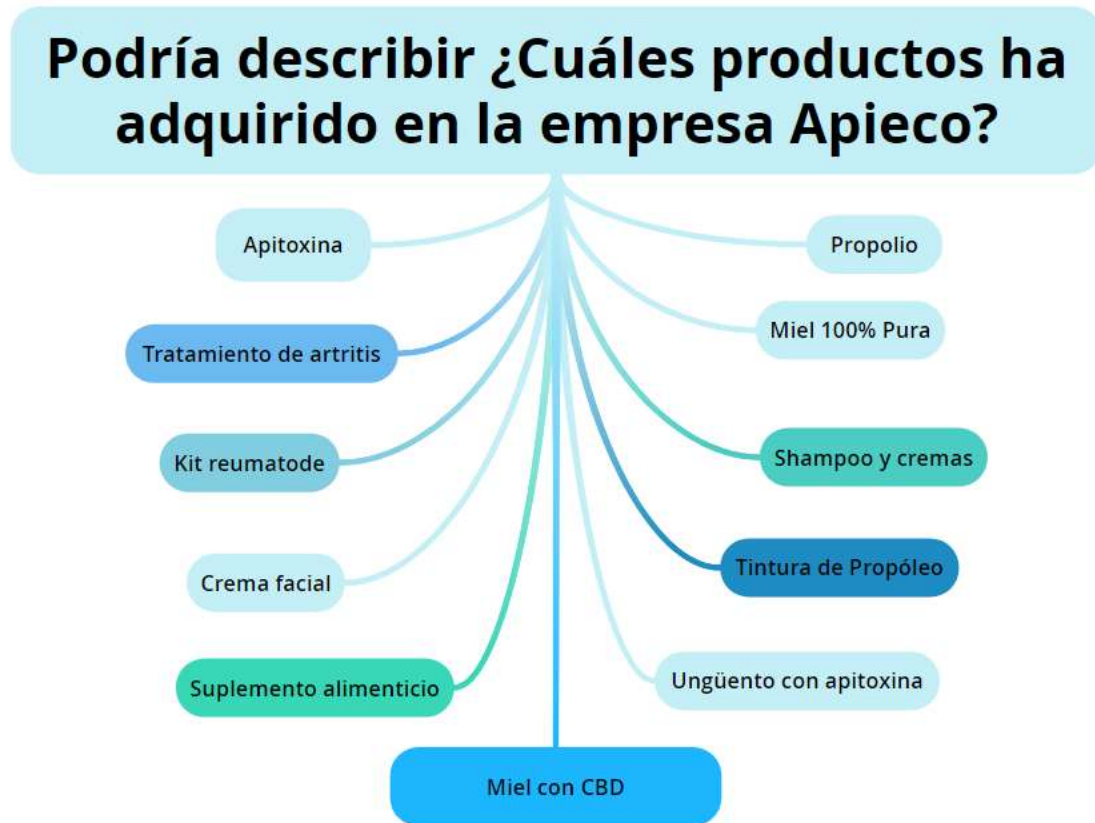 Podría describir ¿Cuáles productos ha
adquirido en la empresa Apieco?
Apitoxina
Propolio
Miel 100% Pura
Tratamiento de artritis
Kit reumatode
Shampoo y cremas
Crema facial
Tintura de Propóleo
Suplemento alimenticio
Ungüento con apitoxina
Miel con CBD